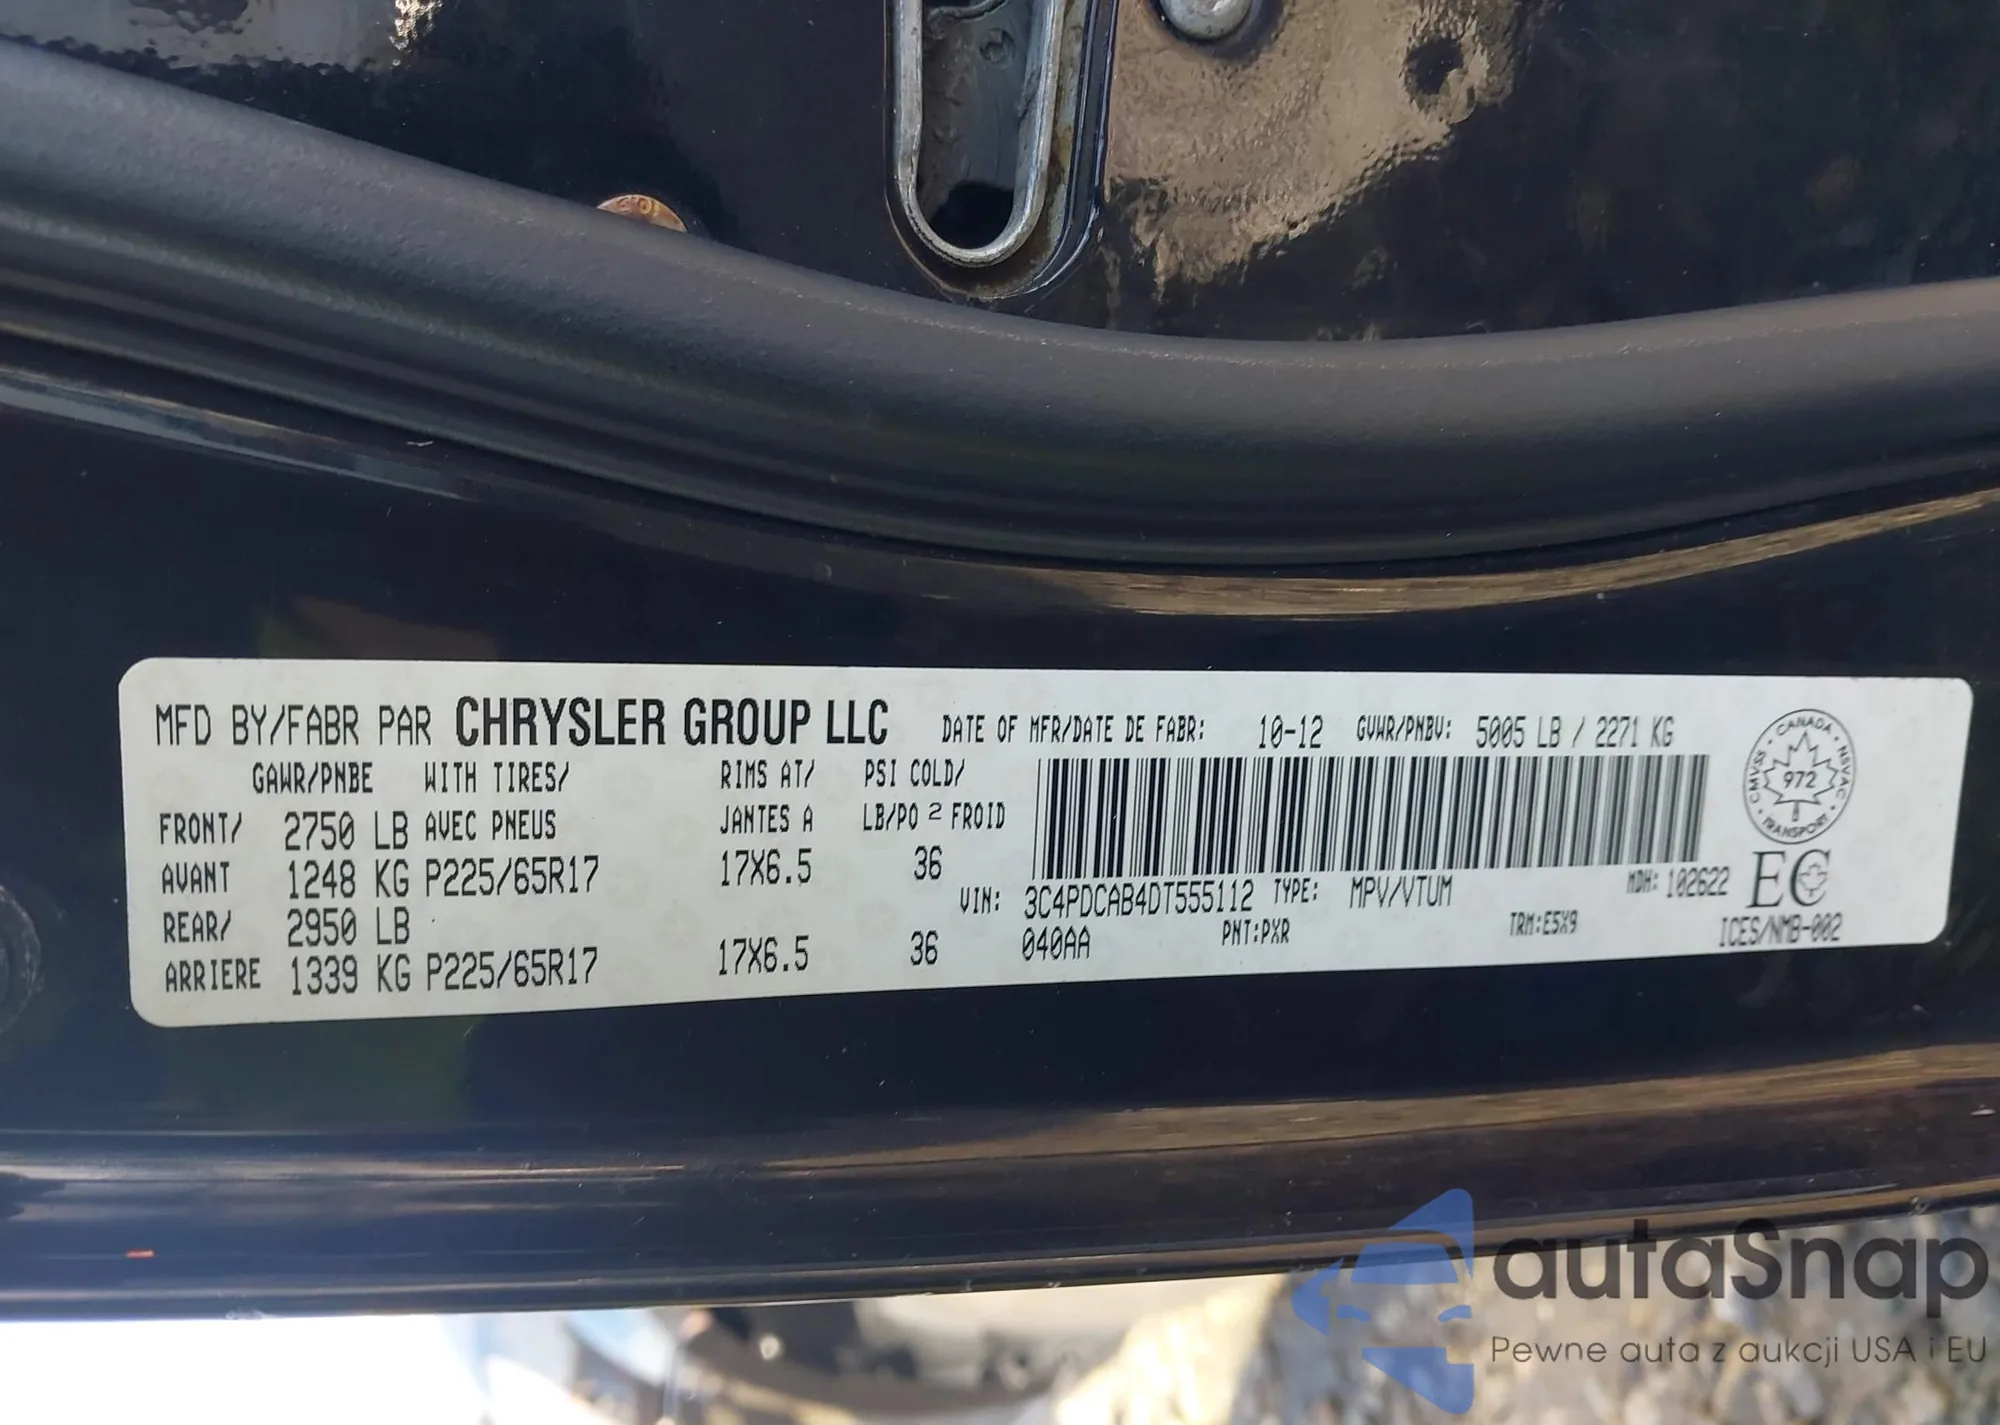 MFD BY/FABR PAR CHRYSLER GROUP LLC DATE OF MFR/DATE DE FABR: 10-12 GVWR/PNBV: 5005 LB / 2271 KG
GAWR/PNBE WITH TIRES/ RIMS AT/ PSI COLD/
FRONT/ 2750 LB AVEC PNEUS JANTES A LB/PO 2 FROID
AVANT 1248 KG P225/65R17 17X6.5 36
REAR/ 2950 LB
ARRIERE 1339 KG P225/65R17 17X6.5 36
VIN: 3C4PDCAB4DT555112 TYPE: MPV/VTUM MDH: 102622
040AA PNT:PXR TRM:E5X9 ICES/NMB-002
CANADA · NSVAC · TRANSPORT · CMVSS ·
972
EC
autaSnap
Pewne auta z aukcji USA i EU